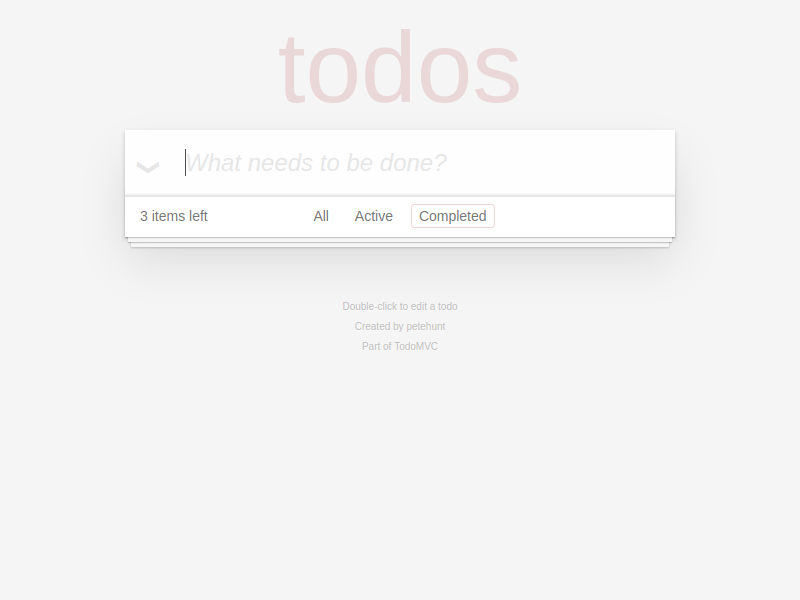 todos
What needs to be done?
3 items left All Active Completed
Double-click to edit a todo
Created by petehunt
Part of TodoMVC